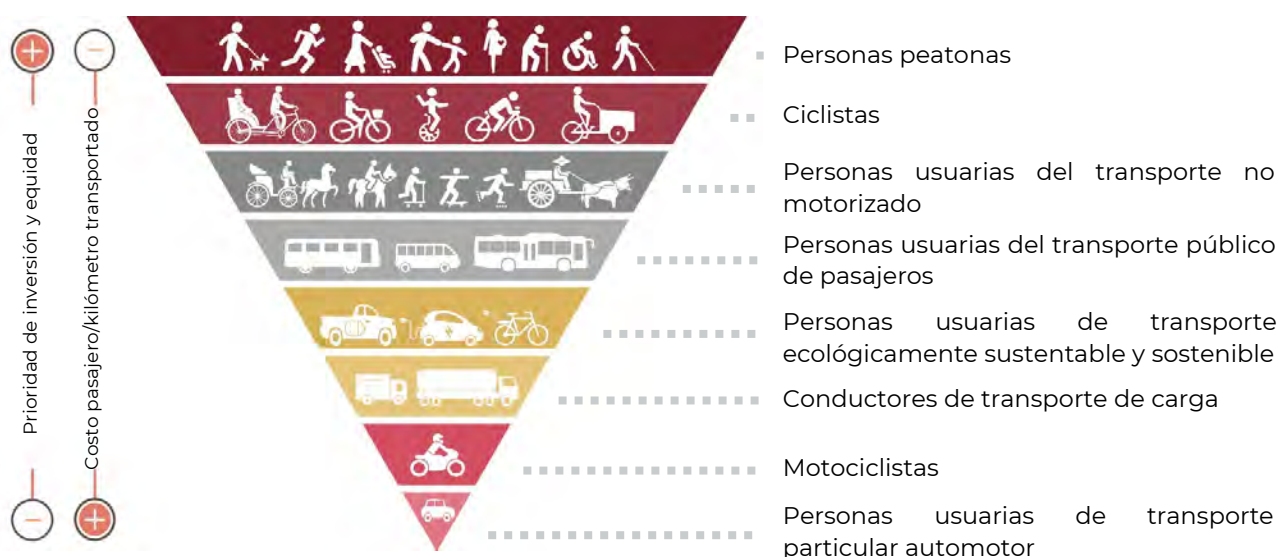 Prioridad de inversión y equidad
Costo pasajero/kilómetro transportado
Personas peatonas
Ciclistas
Personas usuarias del transporte no
motorizado
Personas usuarias del transporte público
de pasajeros
Personas usuarias de transporte
ecológicamente sustentable y sostenible
Conductores de transporte de carga
Motociclistas
Personas usuarias de transporte
particular automotor